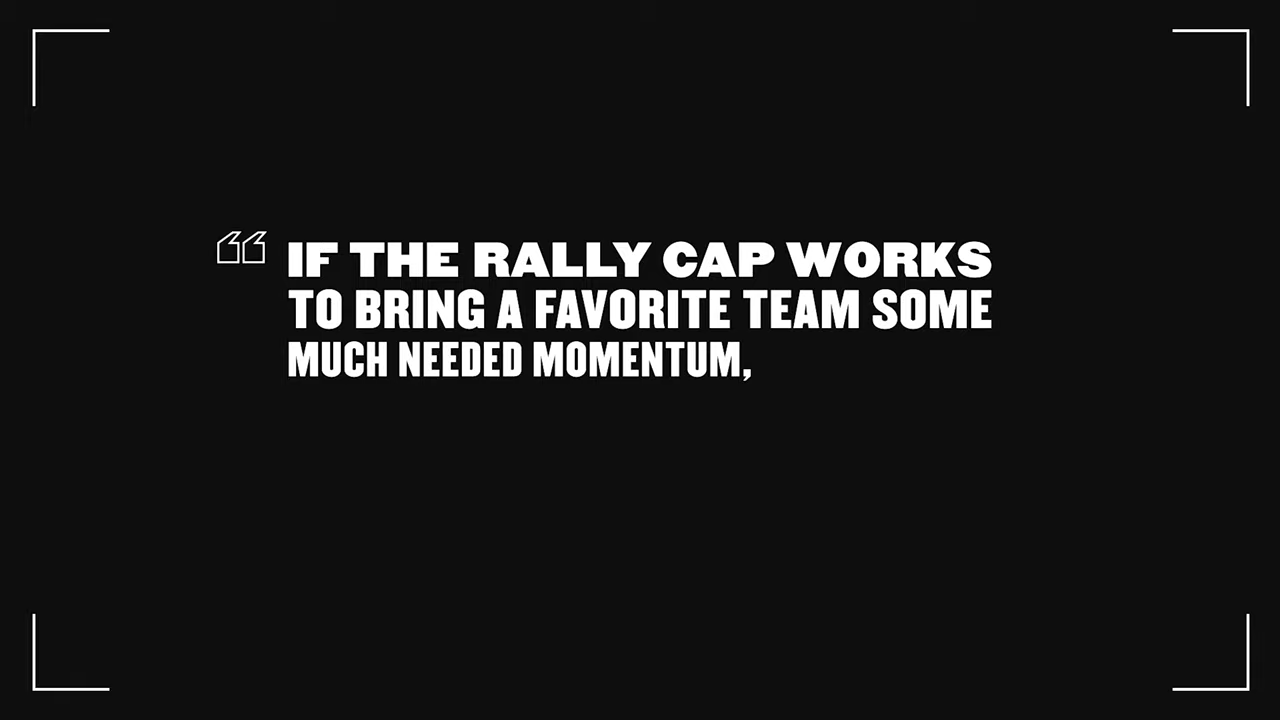 “ IF THE RALLY CAP WORKS
TO BRING A FAVORITE TEAM SOME
MUCH NEEDED MOMENTUM,